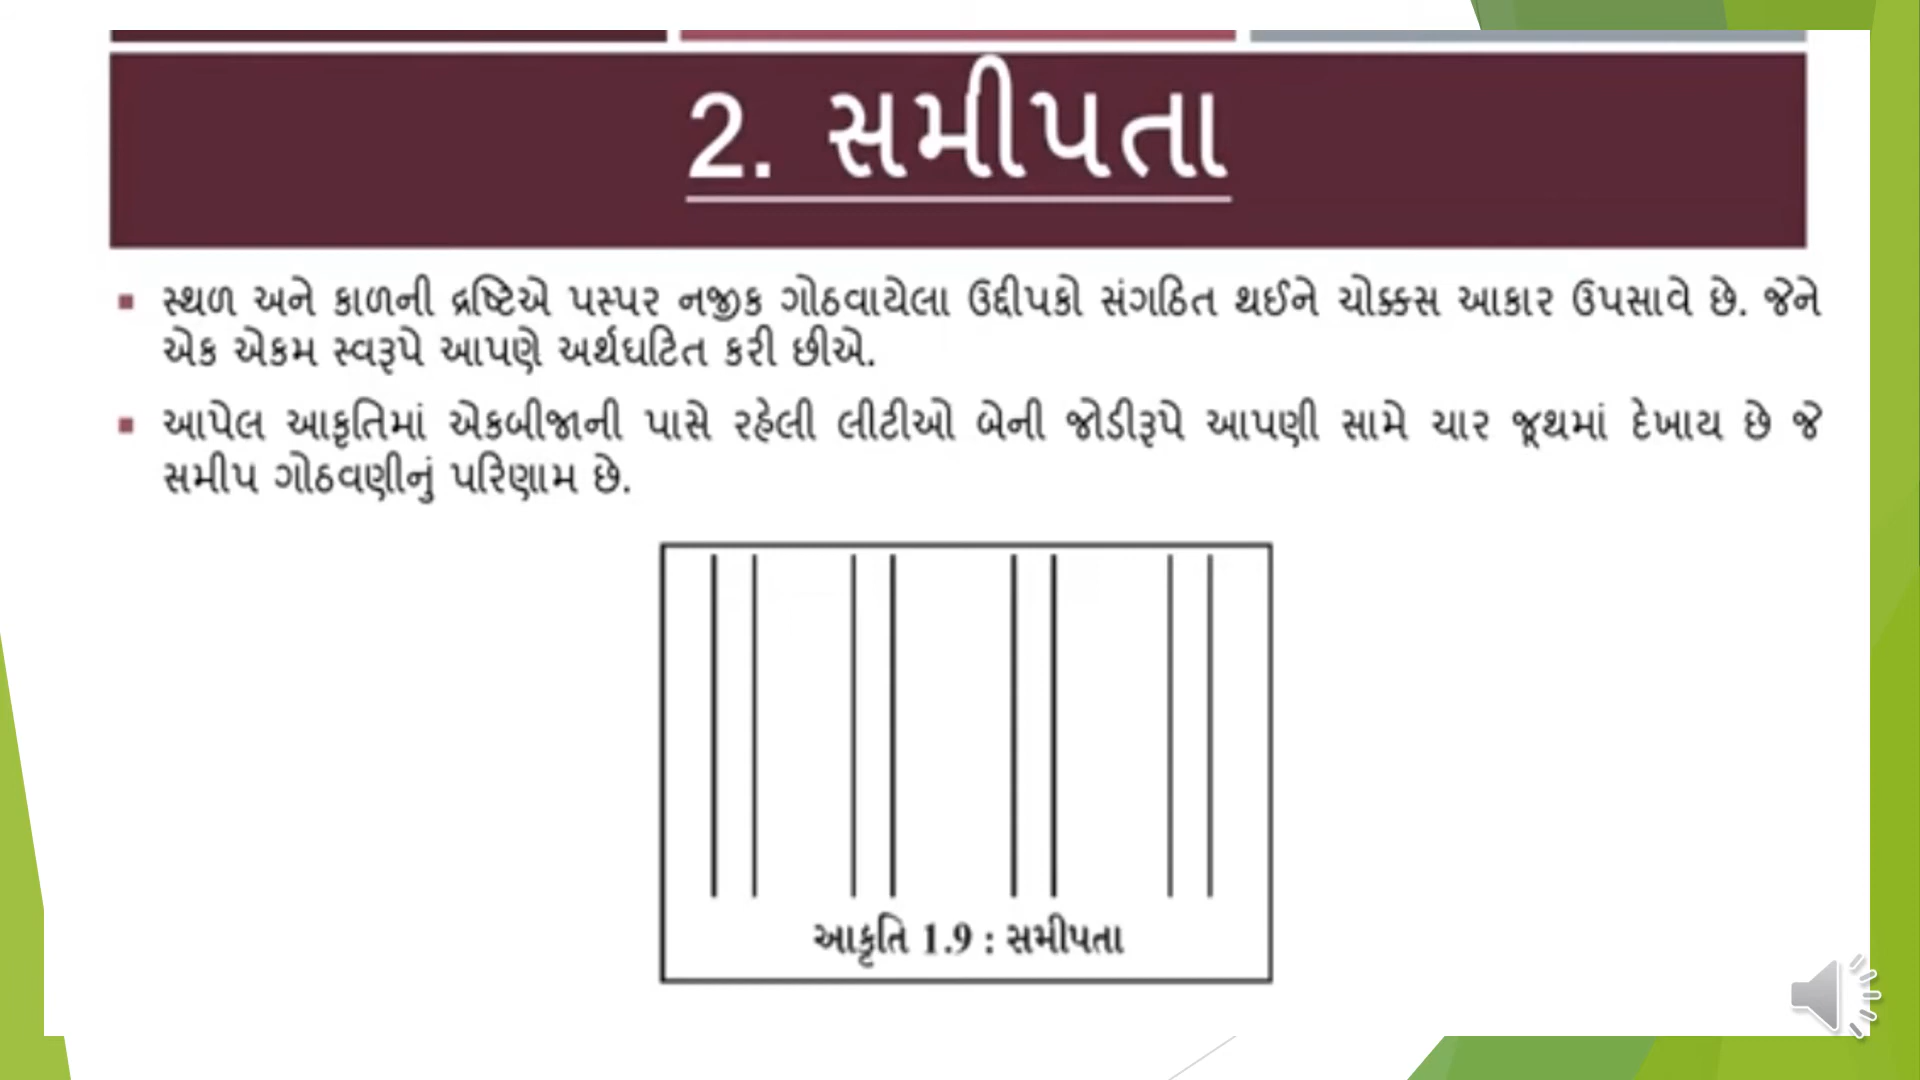 2. સમીપતા
સ્થળ અને કાળની દ્રષ્ટિએ પસ્પર નજીક ગોઠવાયેલા ઉદ્દીપકો સંગઠિત થઈને ચોક્કસ આકાર ઉપસાવે છે. જેને
એક એકમ સ્વરૂપે આપણે અર્થઘટિત કરી છીએ.
આપેલ આકૃતિમાં એકબીજાની પાસે રહેલી લીટીઓ બેની જોડીરૂપે આપણી સામે ચાર જૂથમાં દેખાય છે જે
સમીપ ગોઠવણીનું પરિણામ છે.
આકૃતિ 1.9 : સમીપતા